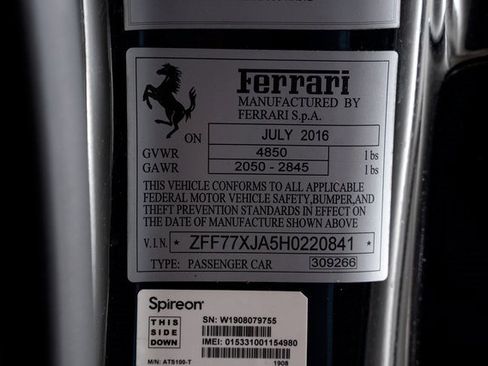 Ferrari
MANUFACTURED BY
FERRARI S.p.A.
ON JULY 2016
GVWR 4850 lbs
GAWR 2050 - 2845 lbs
THIS VEHICLE CONFORMS TO ALL APPLICABLE
FEDERAL MOTOR VEHICLE SAFETY,BUMPER,AND
THEFT PREVENTION STANDARDS IN EFFECT ON
THE DATE OF MANUFACTURE SHOWN ABOVE
V.I.N. * ZFF77XJA5H0220841 *
TYPE: PASSENGER CAR 309266
Spireon
SN: W1908079755
IMEI: 015331001154980
THIS
SIDE
DOWN
M/N: AT5190-T
1908